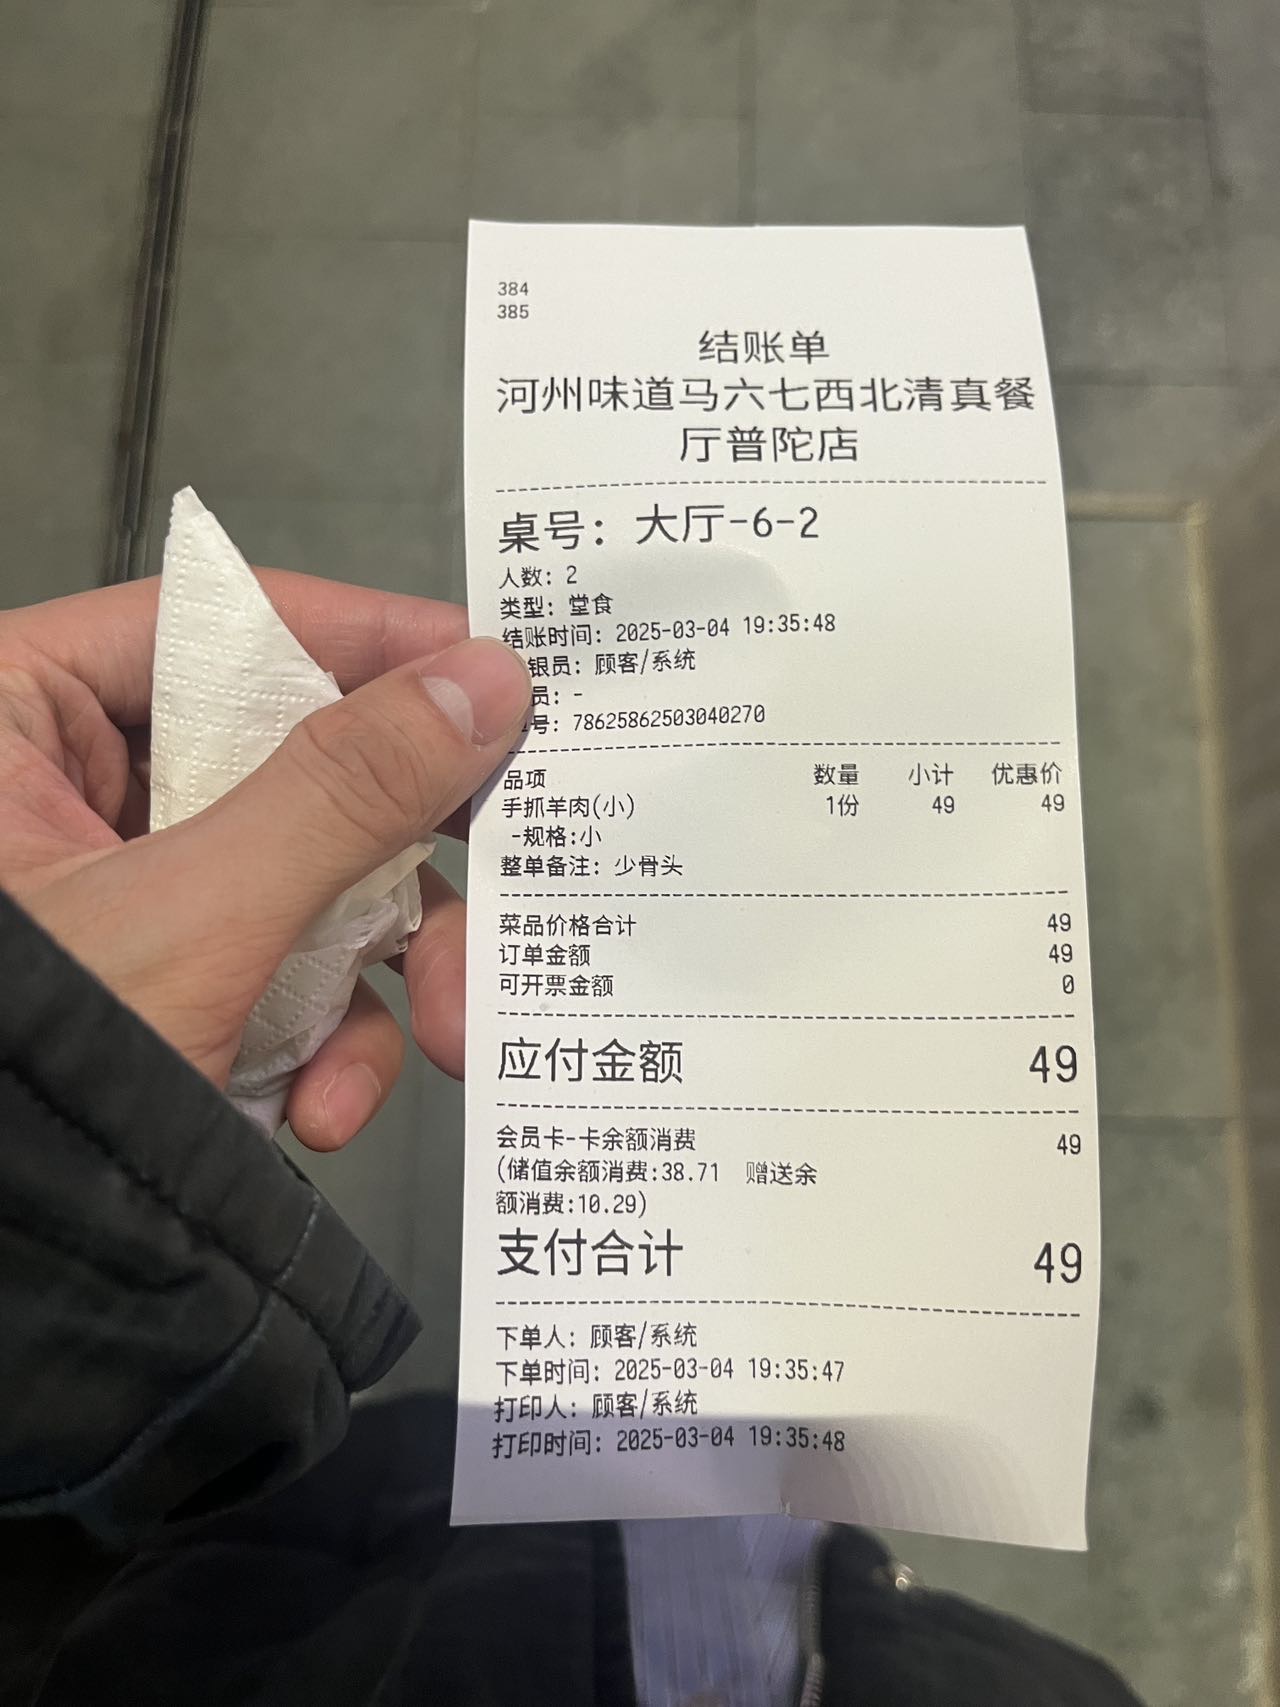 384
385
结账单
河州味道马六七西北清真餐
厅普陀店
桌号: 大厅-6-2
人数: 2
类型: 堂食
结账时间: 2025-03-04 19:35:48
银员: 顾客/系统
员: -
号: 78625862503040270
品项 数量 小计 优惠价
手抓羊肉(小) 1份 49 49
-规格:小
整单备注: 少骨头
菜品价格合计 49
订单金额 49
可开票金额 0
应付金额 49
会员卡-卡余额消费 49
(储值余额消费:38.71 赠送余
额消费:10.29)
支付合计 49
下单人: 顾客/系统
下单时间: 2025-03-04 19:35:47
打印人: 顾客/系统
打印时间: 2025-03-04 19:35:48